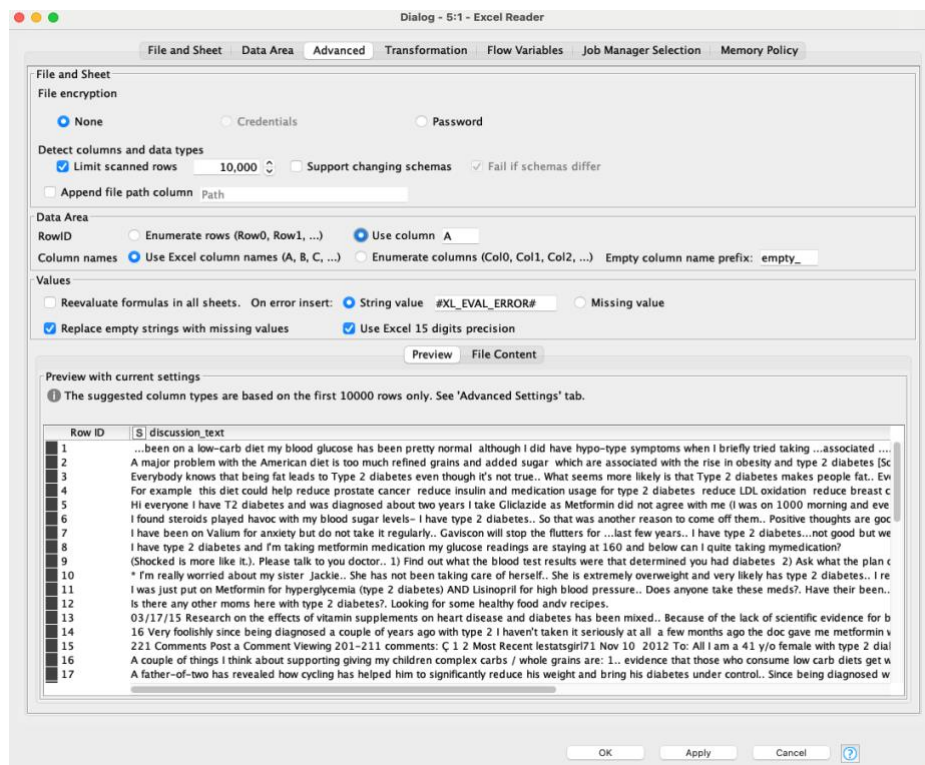 Dialog - 5:1 - Excel Reader
File and Sheet Data Area Advanced Transformation Flow Variables Job Manager Selection Memory Policy
File and Sheet
File encryption
None Credentials Password
Detect columns and data types
Limit scanned rows 10,000 Support changing schemas Fail if schemas differ
Append file path column Path
Data Area
RowID Enumerate rows (Row0, Row1, ...) Use column A
Column names Use Excel column names (A, B, C, ...) Enumerate columns (Col0, Col1, Col2, ...) Empty column name prefix: empty_
Values
Reevaluate formulas in all sheets. On error insert: String value #XL_EVAL_ERROR# Missing value
Replace empty strings with missing values Use Excel 15 digits precision
Preview File Content
Preview with current settings
The suggested column types are based on the first 10000 rows only. See 'Advanced Settings' tab.
Row ID S discussion_text
1 ...been on a low-carb diet my blood glucose has been pretty normal although I did have hypo-type symptoms when I briefly tried taking ...associated ....
2 A major problem with the American diet is too much refined grains and added sugar which are associated with the rise in obesity and type 2 diabetes [Sc
3 Everybody knows that being fat leads to Type 2 diabetes even though it's not true.. What seems more likely is that Type 2 diabetes makes people fat.. Eve
4 For example this diet could help reduce prostate cancer reduce insulin and medication usage for type 2 diabetes reduce LDL oxidation reduce breast c
5 Hi everyone I have T2 diabetes and was diagnosed about two years I take Gliclazide as Metformin did not agree with me (I was on 1000 morning and eve
6 I found steroids played havoc with my blood sugar levels- I have type 2 diabetes.. So that was another reason to come off them.. Positive thoughts are goc
7 I have been on Valium for anxiety but do not take it regularly.. Gaviscon will stop the flutters for ...last few years.. I have type 2 diabetes...not good but we
8 I have type 2 diabetes and I'm taking metformin medication my glucose readings are staying at 160 and below can I quite taking mymedication?
9 (Shocked is more like it.). Please talk to you doctor.. 1) Find out what the blood test results were that determined you had diabetes 2) Ask what the plan c
10 * I'm really worried about my sister Jackie.. She has not been taking care of herself.. She is extremely overweight and very likely has type 2 diabetes.. I re
11 I was just put on Metformin for hyperglycemia (type 2 diabetes) AND Lisinopril for high blood pressure.. Does anyone take these meds?. Have their been..
12 Is there any other moms here with type 2 diabetes?. Looking for some healthy food andv recipes.
13 03/17/15 Research on the effects of vitamin supplements on heart disease and diabetes has been mixed.. Because of the lack of scientific evidence for b
14 16 Very foolishly since being diagnosed a couple of years ago with type 2 I haven't taken it seriously at all a few months ago the doc gave me metformin v
15 221 Comments Post a Comment Viewing 201-211 comments: Ç 1 2 Most Recent lestatsgirl71 Nov 10 2012 To: All I am a 41 y/o female with type 2 dial
16 A couple of things I think about supporting giving my children complex carbs / whole grains are: 1.. evidence that those who consume low carb diets get w
17 A father-of-two has revealed how cycling has helped him to significantly reduce his weight and bring his diabetes under control.. Since being diagnosed w
OK Apply Cancel ?